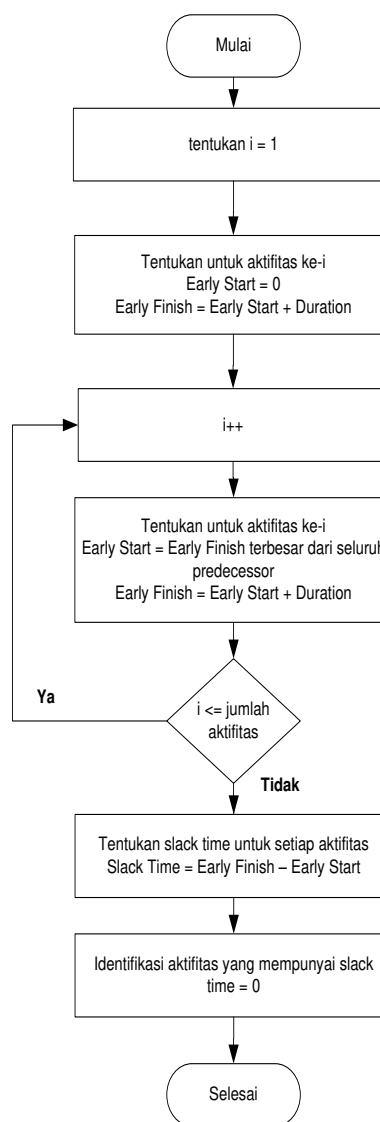 Mulai
tentukan i = 1
Tentukan untuk aktifitas ke-i
Early Start = 0
Early Finish = Early Start + Duration
i++
Tentukan untuk aktifitas ke-i
Early Start = Early Finish terbesar dari seluruh
predecessor
Early Finish = Early Start + Duration
Ya
i <= jumlah
aktifitas
Tidak
Tentukan slack time untuk setiap aktifitas
Slack Time = Early Finish – Early Start
Identifikasi aktifitas yang mempunyai slack
time = 0
Selesai